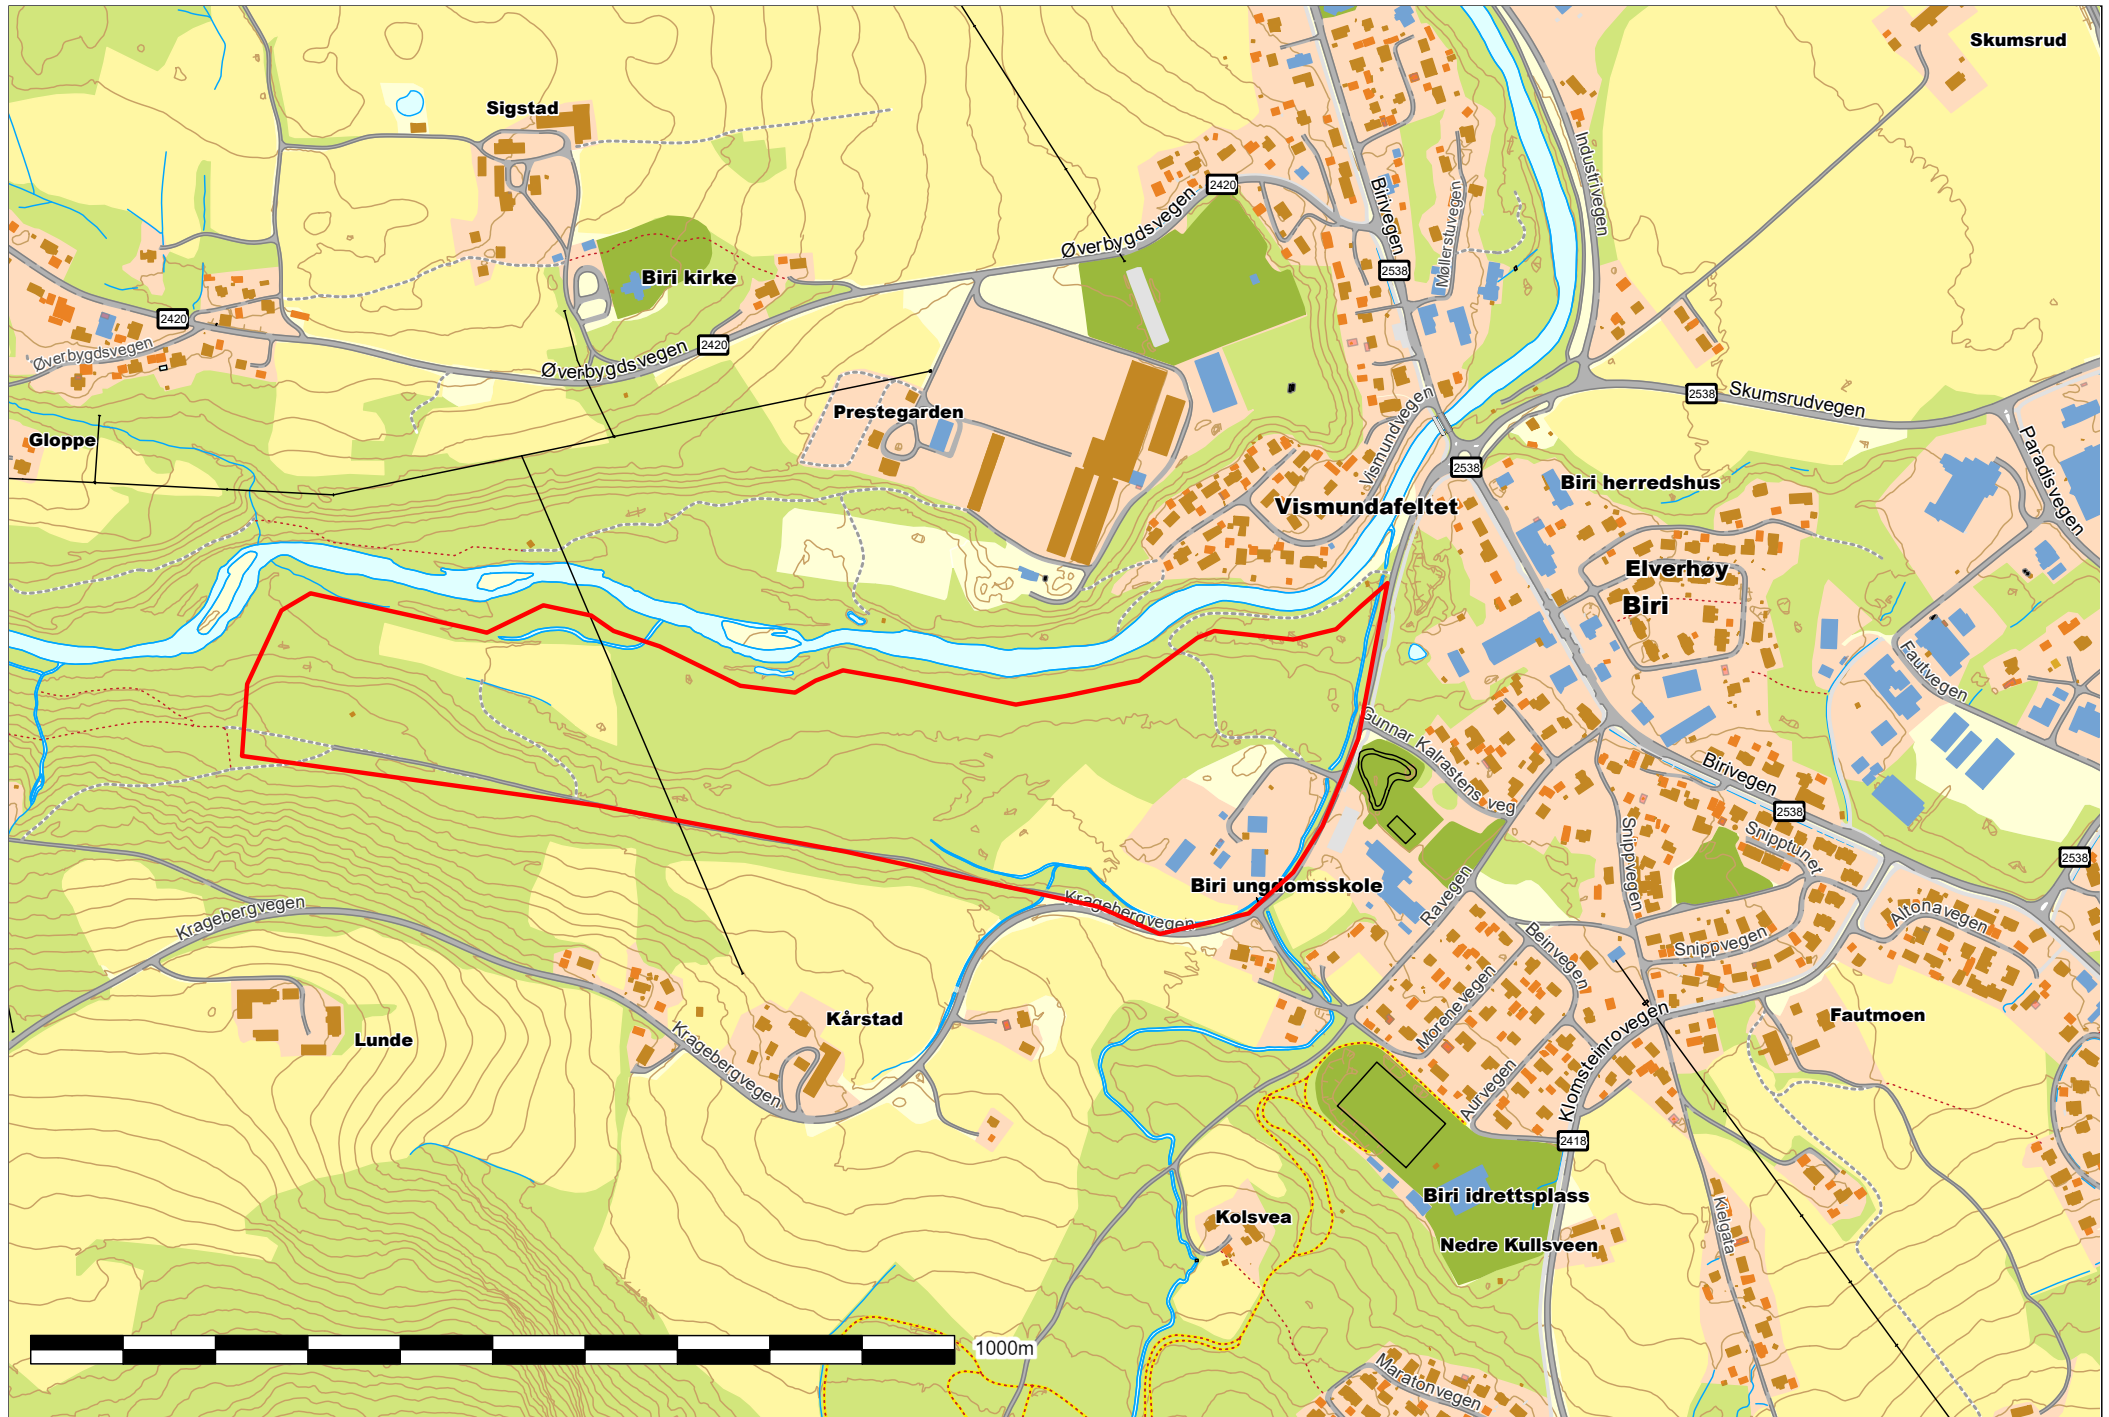 Skumsrud
Sigstad
Industrivegen
2420
Birivegen
Møllerstuvegen
Øverbygdsvegen
2538
Biri kirke
2420
2420
Øverbygdsvegen
Øverbygdsvegen
2538
Skumsrudvegen
Prestegarden
Vismundvegen
Gloppe
Paradisvegen
2538
Biri herredshus
Vismundafeltet
Elverhøy
Biri
Fautvegen
Gunnar Kalrastens veg
Birivegen
2538
Snippvegen
Snipptunet
2538
Biri ungdomsskole
Ravegen
Kragebergvegen
Kragebergvegen
Altonavegen
Beinvegen
Snippvegen
Morenevegen
Kårstad
Fautmoen
Lunde
Kragebergvegen
Klomsteinrovegen
Aurvegen
2418
Biri idrettsplass
Kolsvea
Kjelgata
Nedre Kullsveen
1000m
Maratonvegen